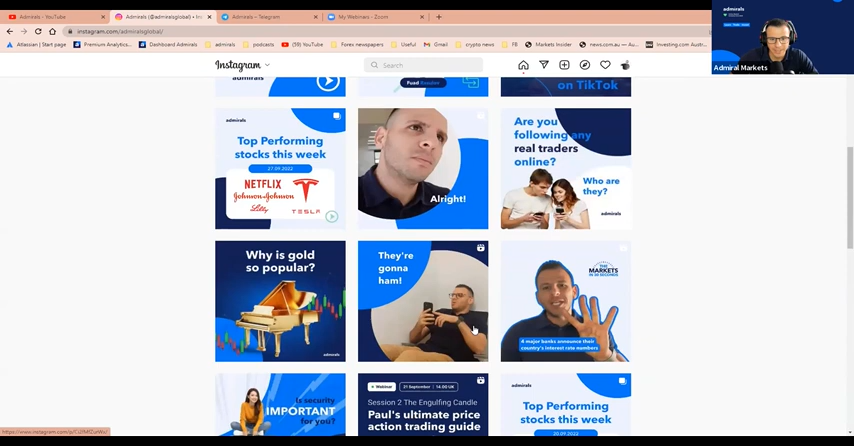 Admirals - YouTube
Admirals (@admiralsglobal) • Ins
Admirals – Telegram
My Webinars - Zoom
instagram.com/admiralsglobal/
Atlassian | Start page
Premium Analytics...
Dashboard Admirals
admirals
podcasts
(59) YouTube
Forex newspapers
Useful
Gmail
crypto news
FB
Markets Insider
news.com.au — Au...
Investing.com Austr...
admirals
Admiral Markets
Instagram
Search
admirals
Fuad
on TikTok
admirals
Top Performing
stocks this week
27.09.2022
NETFLIX
Johnson & Johnson
Lilly
TESLA
Alright!
Are you
following any
real traders
online?
Who are
they?
admirals
Why is gold
so popular?
admirals
They're
gonna
ham!
THE
MARKETS
IN 30 SECONDS
4 major banks announce their
country's interest rate numbers
Is security
IMPORTANT
for you?
Webinar
21 September
14:00 UK
Session 2 The Engulfing Candle
Paul's ultimate price
action trading guide
admirals
Top Performing
stocks this week
20.09.2022